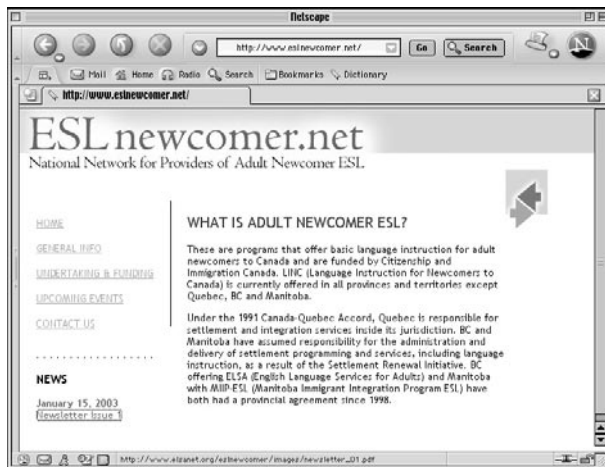 Netscape
http://www.eslnewcomer.net/
Go
Search
N
Mail
Home
Radio
Search
Bookmarks
Dictionary
http://www.eslnewcomer.net/
ESL newcomer.net
National Network for Providers of Adult Newcomer ESL
HOME
GENERAL INFO
UNDERTAKING & FUNDING
UPCOMING EVENTS
CONTACT US
NEWS
January 15, 2003
Newsletter Issue 1
WHAT IS ADULT NEWCOMER ESL?
These are programs that offer basic language instruction for adult
newcomers to Canada and are funded by Citizenship and
Immigration Canada. LINC (Language Instruction for Newcomers to
Canada) is currently offered in all provinces and territories except
Quebec, BC and Manitoba.
Under the 1991 Canada-Quebec Accord, Quebec is responsible for
settlement and integration services inside its jurisdiction. BC and
Manitoba have assumed responsibility for the administration and
delivery of settlement programming and services, including language
instruction, as a result of the Settlement Renewal Initiative. BC
offering ELSA (English Language Services for Adults) and Manitoba
with MIIP-ESL (Manitoba Immigrant Integration Program ESL) have
both had a provincial agreement since 1998.
http://www.elsanet.org/eslnewcomer/images/newsletter_01.pdf